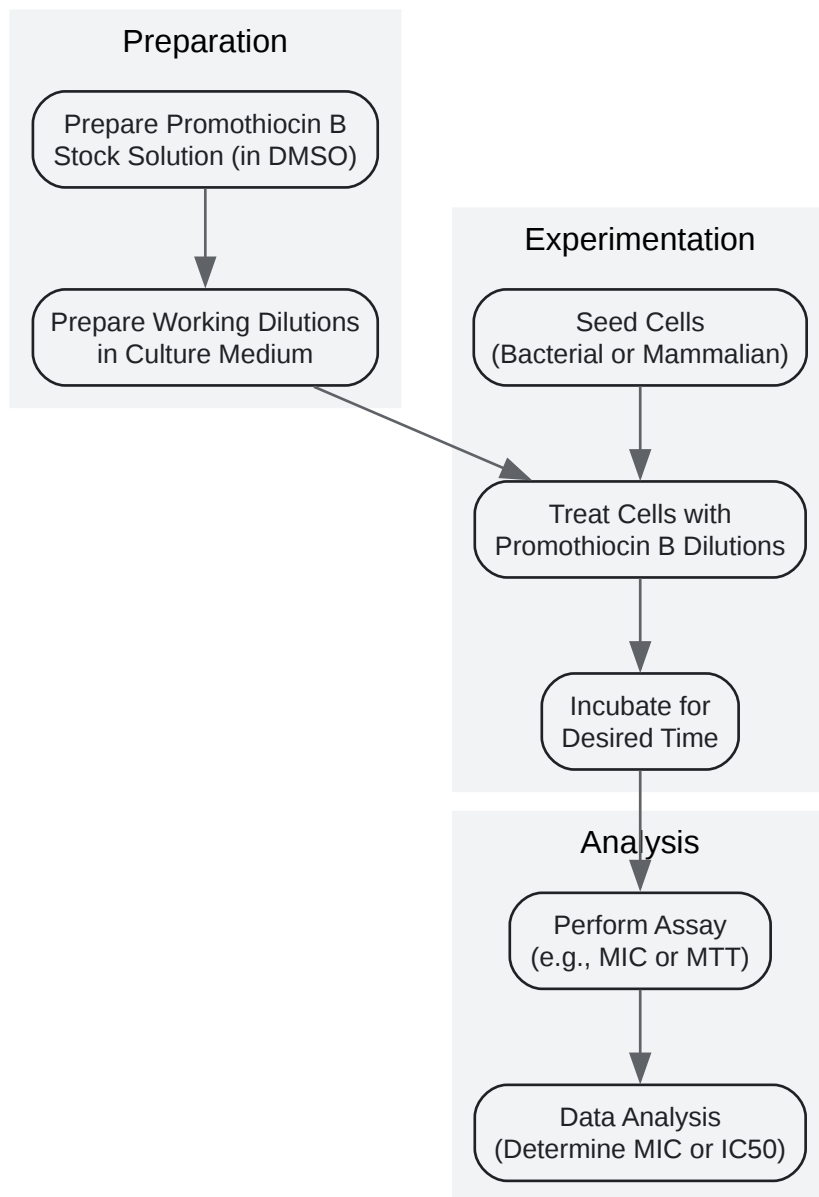 Preparation
Prepare Promothiocin B
Stock Solution (in DMSO)
Prepare Working Dilutions
in Culture Medium
Experimentation
Seed Cells
(Bacterial or Mammalian)
Treat Cells with
Promothiocin B Dilutions
Incubate for
Desired Time
Analysis
Perform Assay
(e.g., MIC or MTT)
Data Analysis
(Determine MIC or IC50)